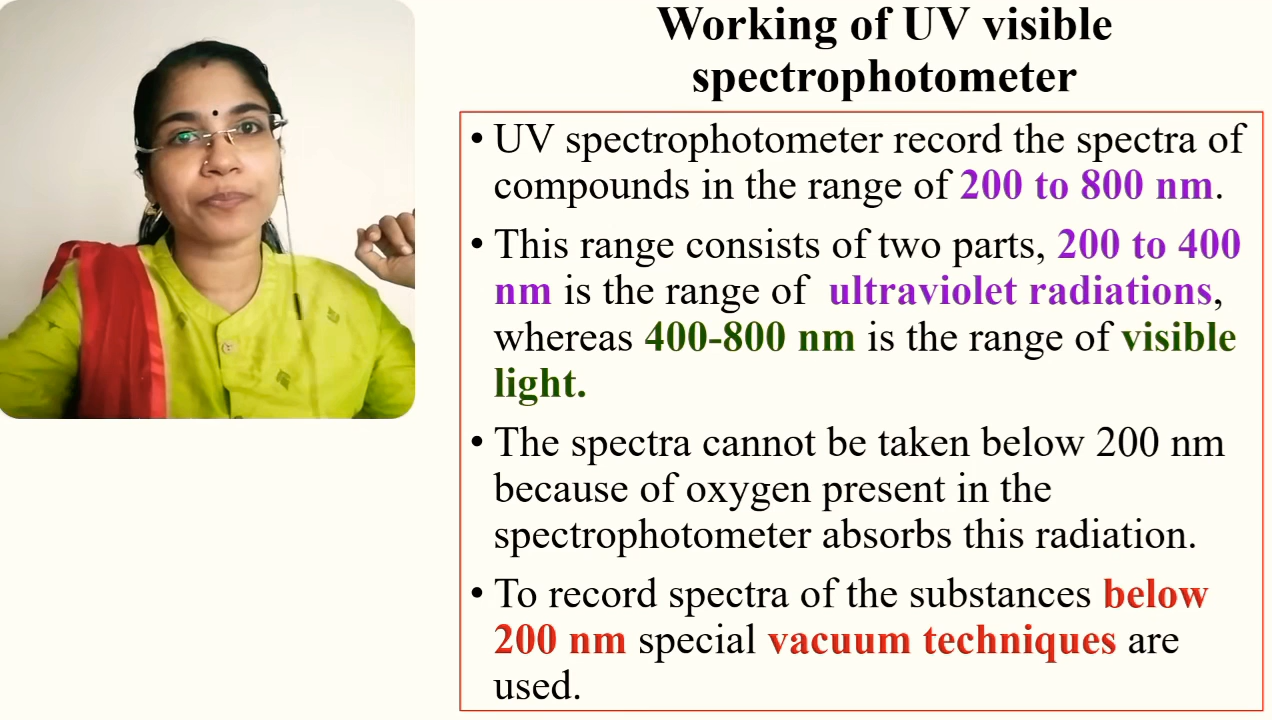 Working of UV visible
spectrophotometer
• UV spectrophotometer record the spectra of
compounds in the range of 200 to 800 nm.
• This range consists of two parts, 200 to 400
nm is the range of ultraviolet radiations,
whereas 400-800 nm is the range of visible
light.
• The spectra cannot be taken below 200 nm
because of oxygen present in the
spectrophotometer absorbs this radiation.
• To record spectra of the substances below
200 nm special vacuum techniques are
used.